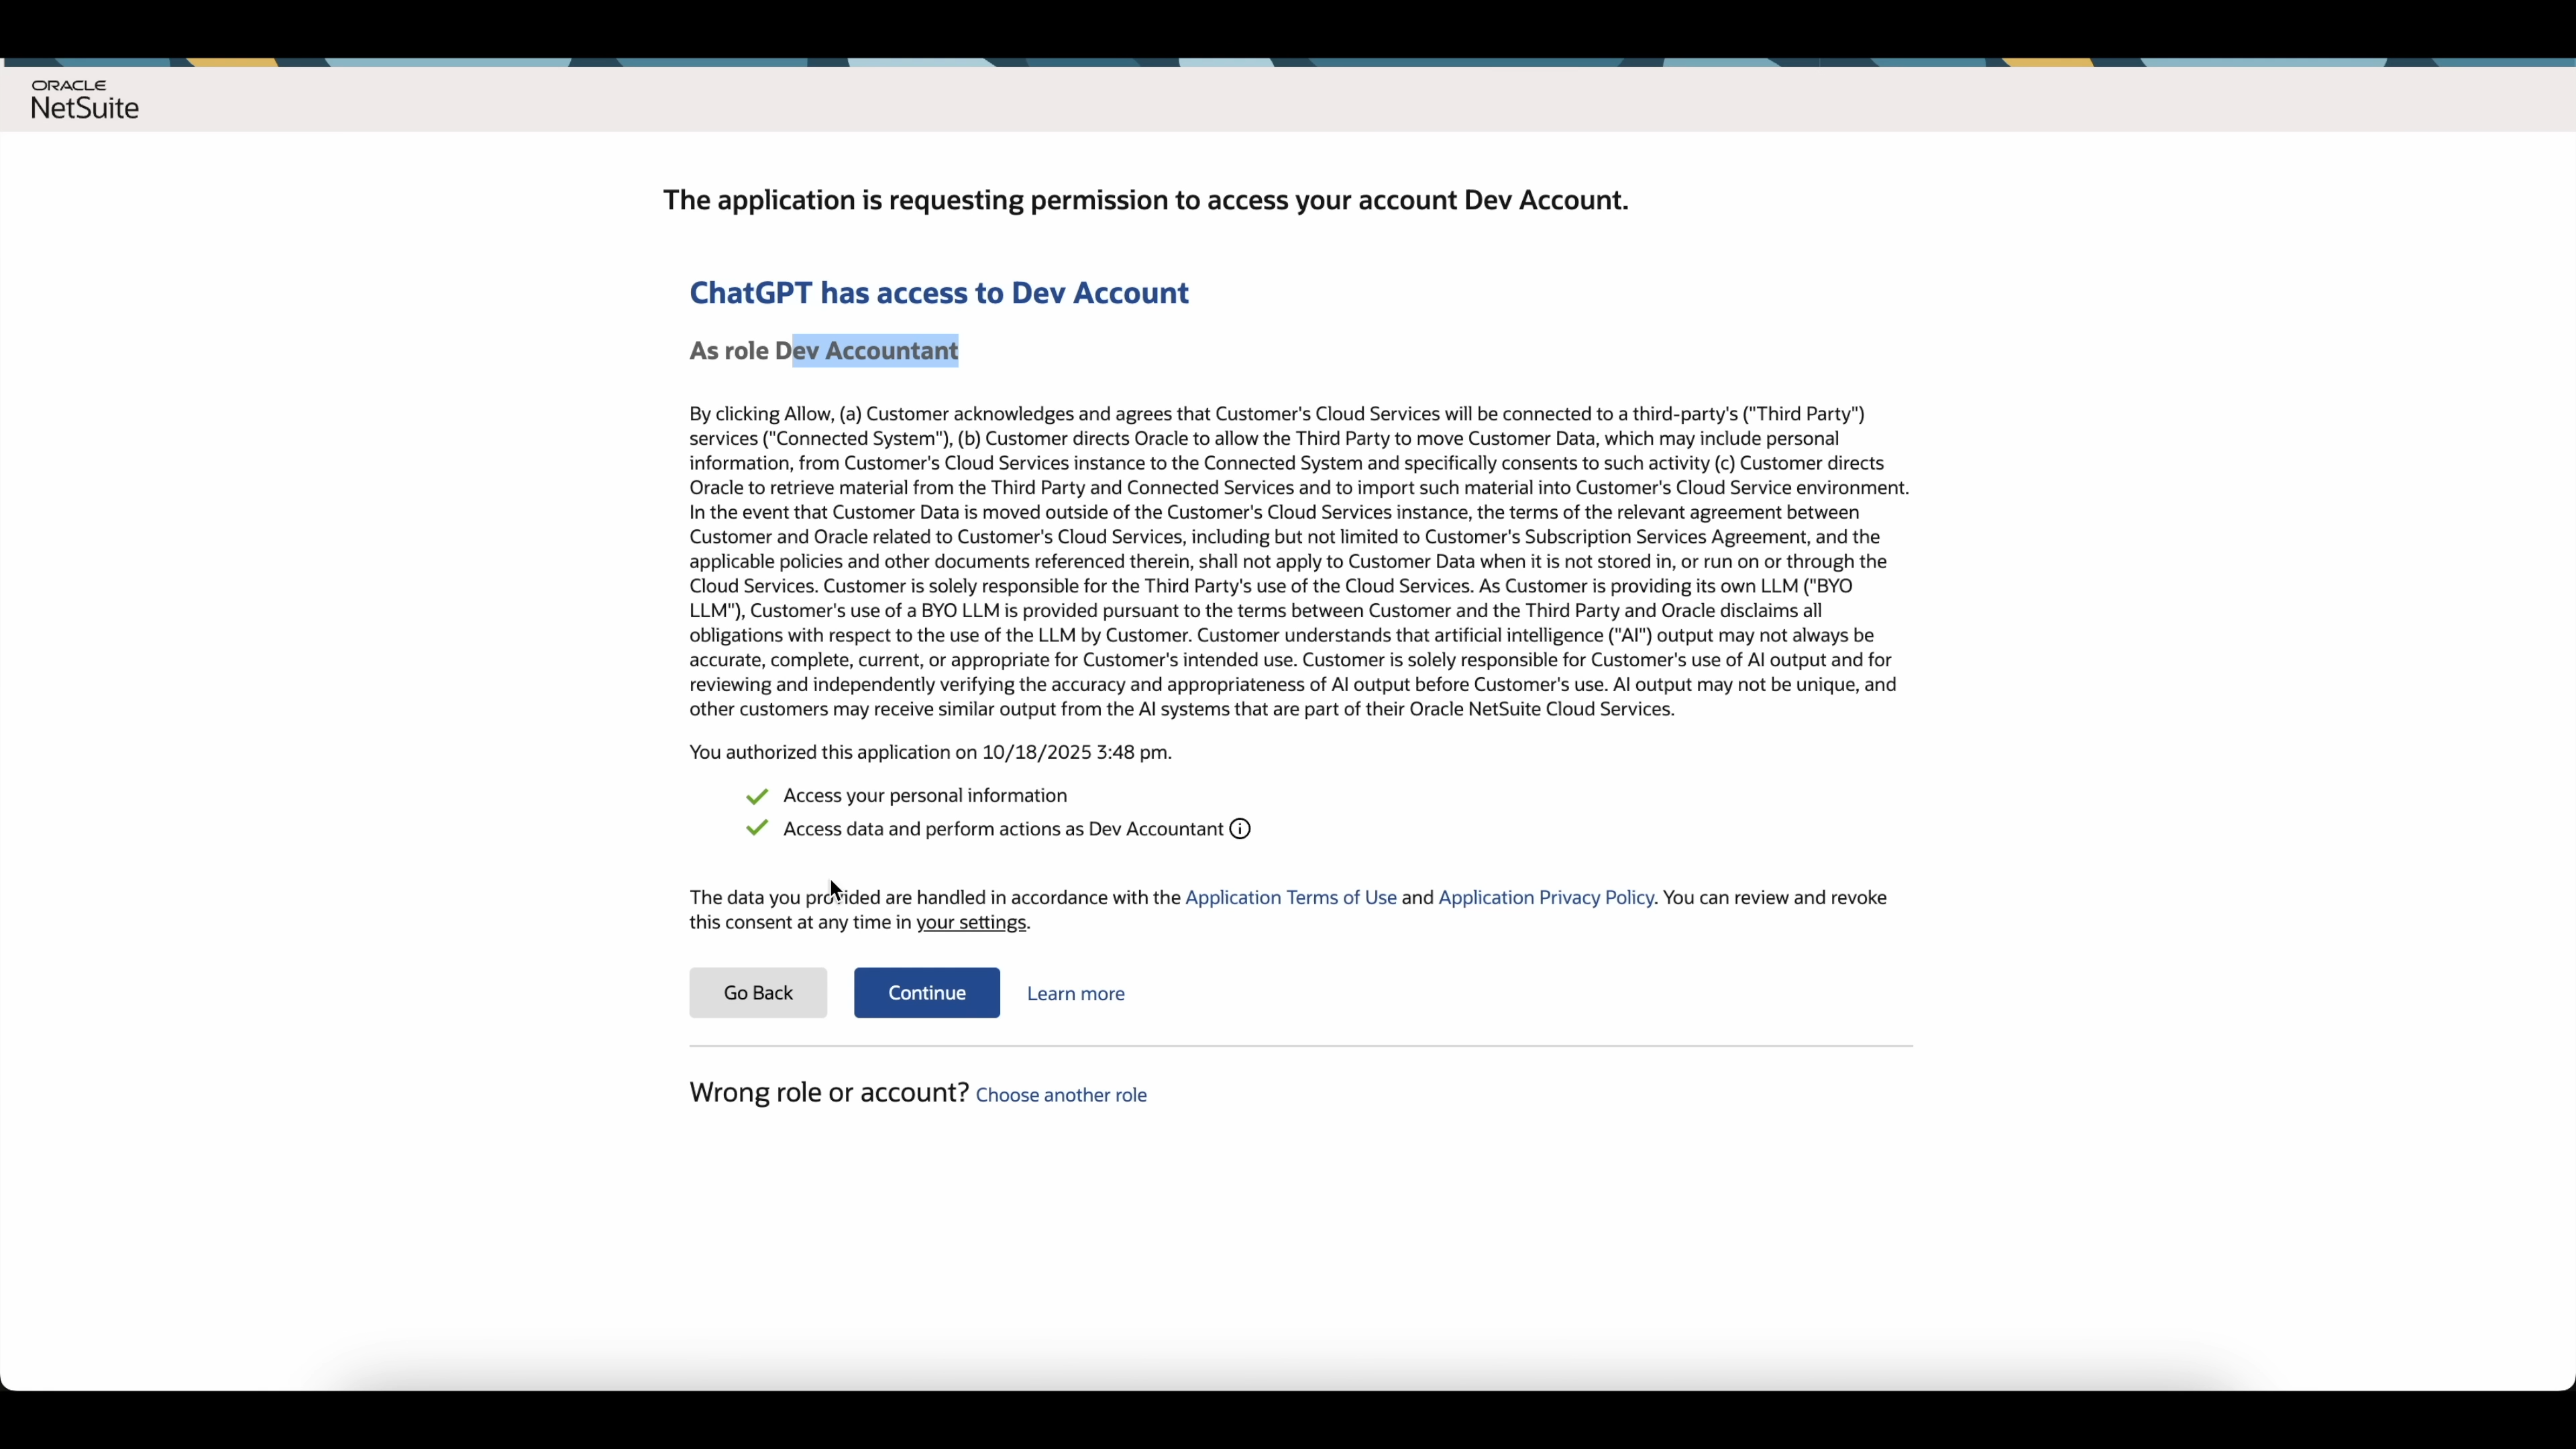 ORACLE
NetSuite
The application is requesting permission to access your account Dev Account.
ChatGPT has access to Dev Account
As role Dev Accountant
By clicking Allow, (a) Customer acknowledges and agrees that Customer's Cloud Services will be connected to a third-party's ("Third Party")
services ("Connected System"), (b) Customer directs Oracle to allow the Third Party to move Customer Data, which may include personal
information, from Customer's Cloud Services instance to the Connected System and specifically consents to such activity (c) Customer directs
Oracle to retrieve material from the Third Party and Connected Services and to import such material into Customer's Cloud Service environment.
In the event that Customer Data is moved outside of the Customer's Cloud Services instance, the terms of the relevant agreement between
Customer and Oracle related to Customer's Cloud Services, including but not limited to Customer's Subscription Services Agreement, and the
applicable policies and other documents referenced therein, shall not apply to Customer Data when it is not stored in, or run on or through the
Cloud Services. Customer is solely responsible for the Third Party's use of the Cloud Services. As Customer is providing its own LLM ("BYO
LLM"), Customer's use of a BYO LLM is provided pursuant to the terms between Customer and the Third Party and Oracle disclaims all
obligations with respect to the use of the LLM by Customer. Customer understands that artificial intelligence ("AI") output may not always be
accurate, complete, current, or appropriate for Customer's intended use. Customer is solely responsible for Customer's use of AI output and for
reviewing and independently verifying the accuracy and appropriateness of AI output before Customer's use. AI output may not be unique, and
other customers may receive similar output from the AI systems that are part of their Oracle NetSuite Cloud Services.
You authorized this application on 10/18/2025 3:48 pm.
Access your personal information
Access data and perform actions as Dev Accountant
The data you provided are handled in accordance with the Application Terms of Use and Application Privacy Policy. You can review and revoke
this consent at any time in your settings.
Go Back Continue Learn more
Wrong role or account? Choose another role